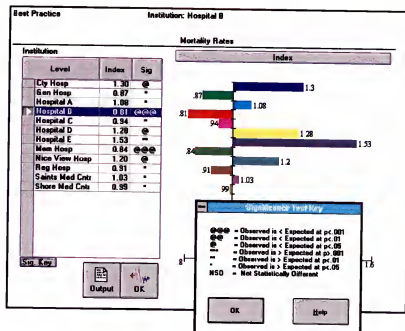 Best Practice Institution: Hospital B
Mortality Rates
Institution
Level Index Sig
Cty Hosp 1.30 @
Gen Hosp 0.87 "
Hospital A 1.08 "
Hospital B 0.81 @@@
Hospital C 0.94 "
Hospital D 1.28 @
Hospital E 1.53 "
Mem Hosp 0.84 @@@
Nice View Hosp 1.20 @
Reg Hosp 0.91 "
Saints Med Cntr 1.03 "
Shore Med Cntr 0.99 "
Sig. Key
Output OK
Index
1.3
.87
1.08
.81
.94
1.28
1.53
.84
1.2
.91
1.03
.99
.8 1.6
Significance Test Key
@@@ = Observed is < Expected at p<.001
@@ = Observed is < Expected at p<.01
@ = Observed is < Expected at p<.05
= Observed is > Expected at p>.001
= Observed is > Expected at p<.01
= Observed is > Expected at p<.05
NSD = Not Statistically Different
OK Help